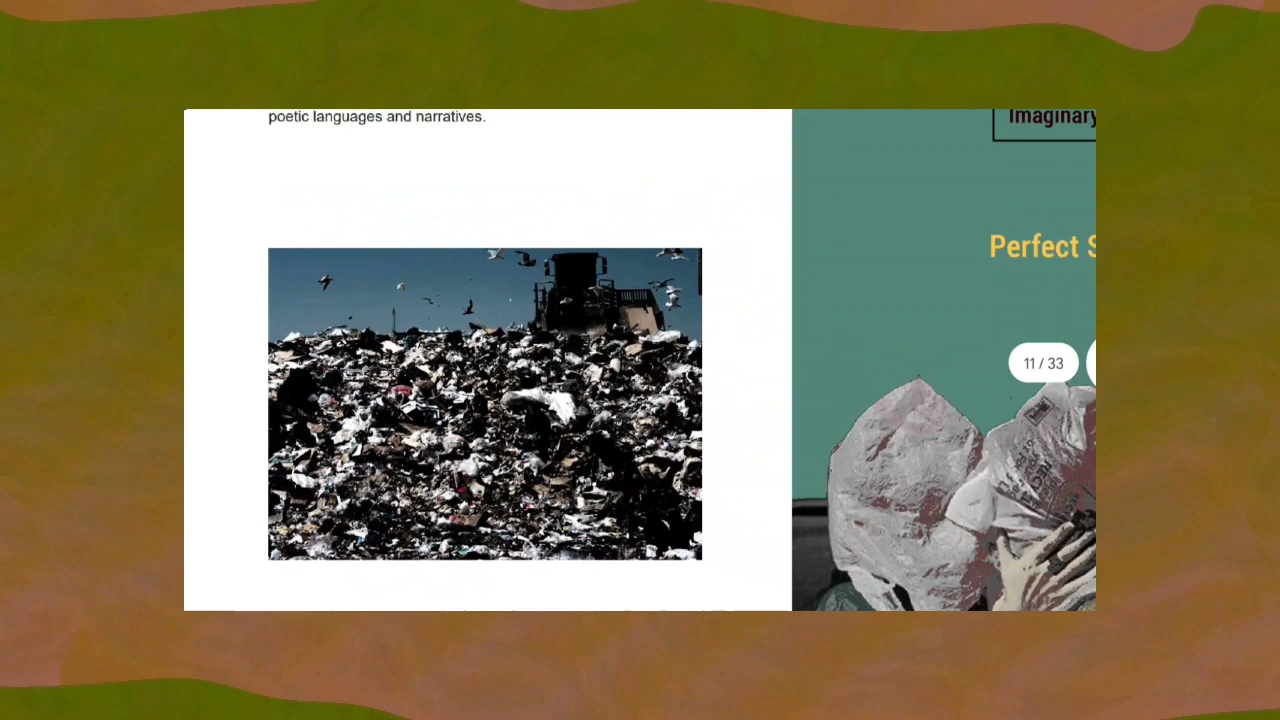 poetic languages and narratives.
Imaginary
Perfect S
11 / 33